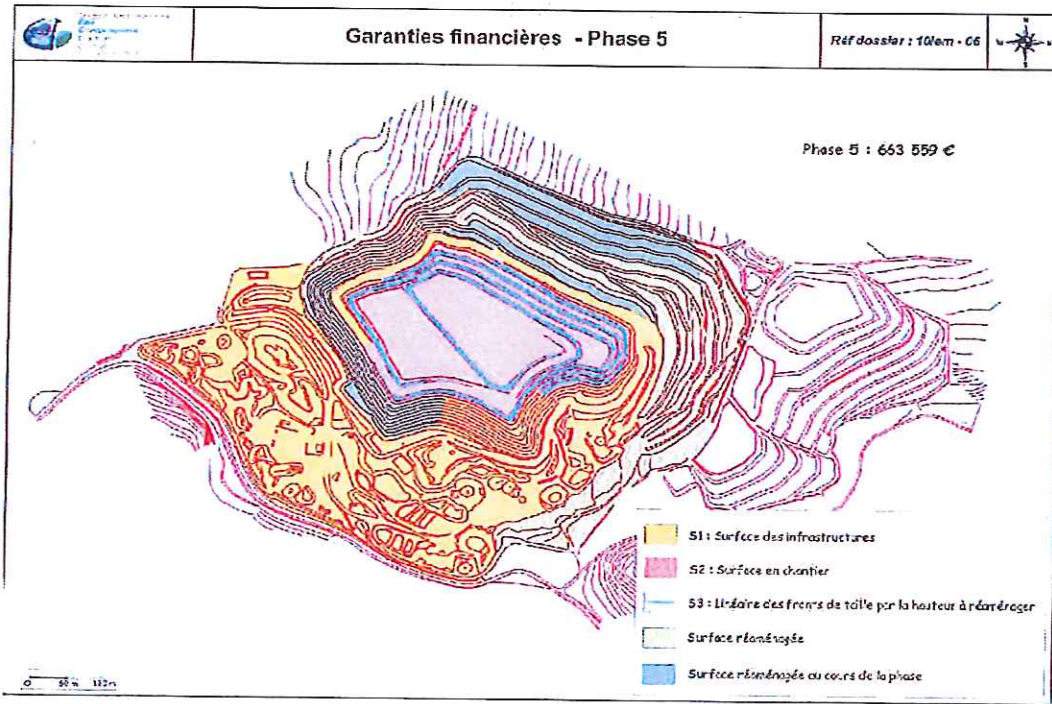 Garanties financières - Phase 5
Réf dossier : 10lem - 06
Phase 5 : 663 559 €
S1 : Surface des infrastructures
S2 : Surface en chantier
S3 : Linéaire des fronts de taille par la hauteur à réaménager
Surface réaménagée
Surface réaménagée au cours de la phase
0 50 m 100m